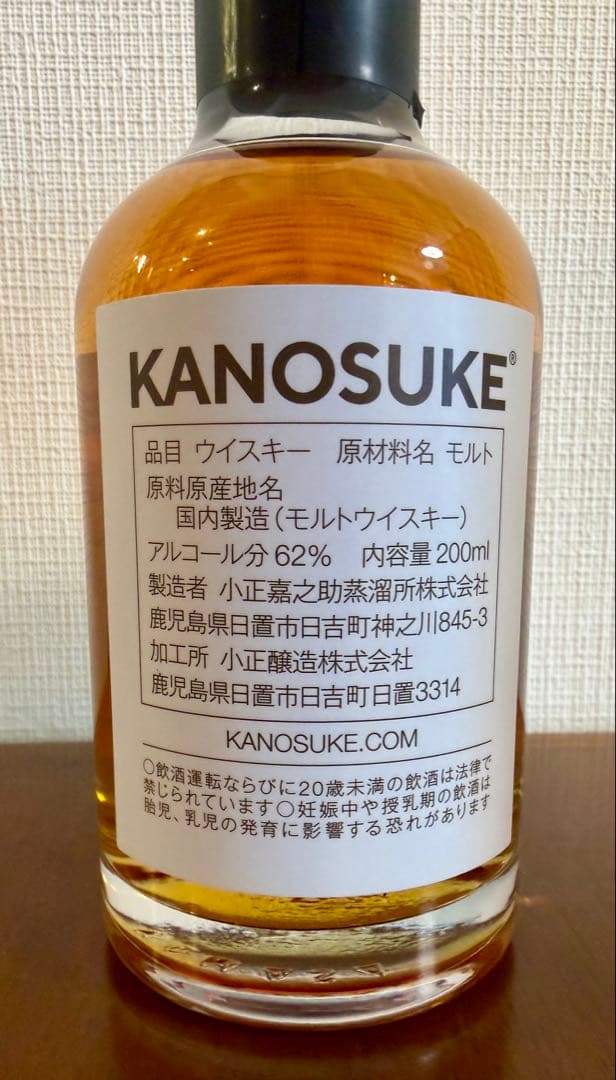 KANOSUKE®
品目 ウイスキー 原材料名 モルト
原料原産地名
国内製造（モルトウイスキー）
アルコール分62% 内容量200ml
製造者 小正嘉之助蒸溜所株式会社
鹿児島県日置市日吉町神之川845-3
加工所 小正醸造株式会社
鹿児島県日置市日吉町日置3314
KANOSUKE.COM
○飲酒運転ならびに20歳未満の飲酒は法律で
禁じられています○妊娠中や授乳期の飲酒は
胎児、乳児の発育に影響する恐れがあります